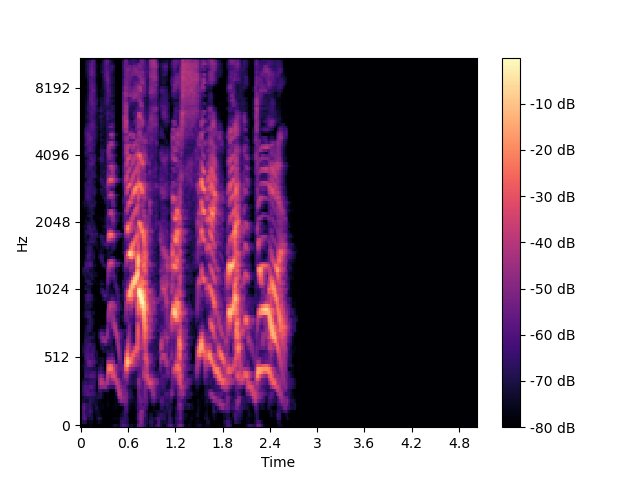 8192
4096
2048
1024
512
0
Hz
0 0.6 1.2 1.8 2.4 3 3.6 4.2 4.8
Time
-10 dB
-20 dB
-30 dB
-40 dB
-50 dB
-60 dB
-70 dB
-80 dB